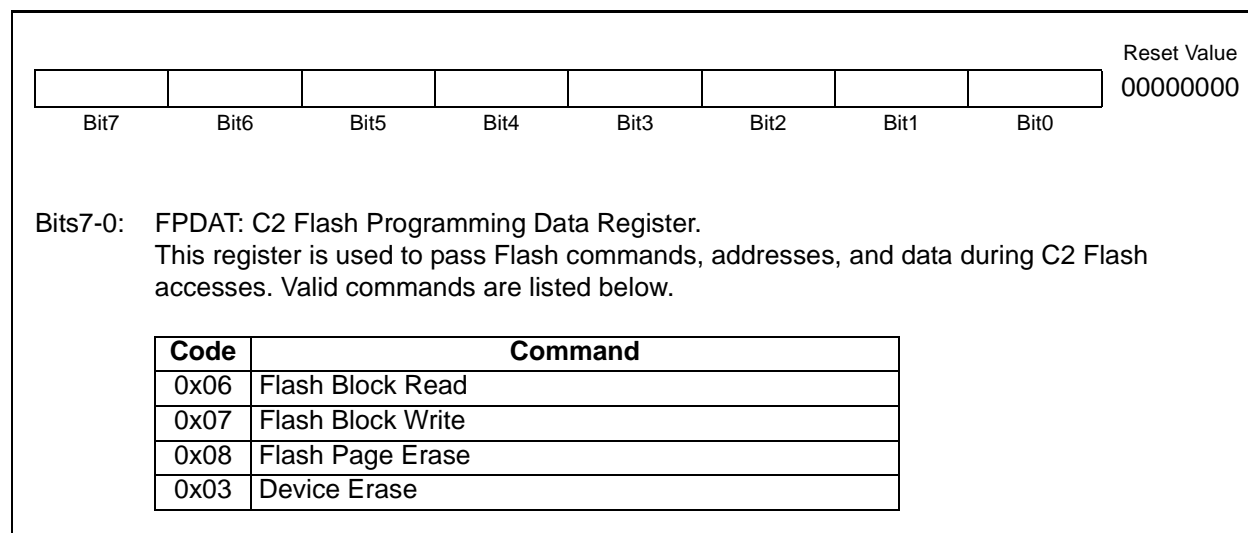 Reset Value
00000000
Bit7 Bit6 Bit5 Bit4 Bit3 Bit2 Bit1 Bit0
Bits7-0: FPDAT: C2 Flash Programming Data Register.
This register is used to pass Flash commands, addresses, and data during C2 Flash
accesses. Valid commands are listed below.
Code Command
0x06 Flash Block Read
0x07 Flash Block Write
0x08 Flash Page Erase
0x03 Device Erase